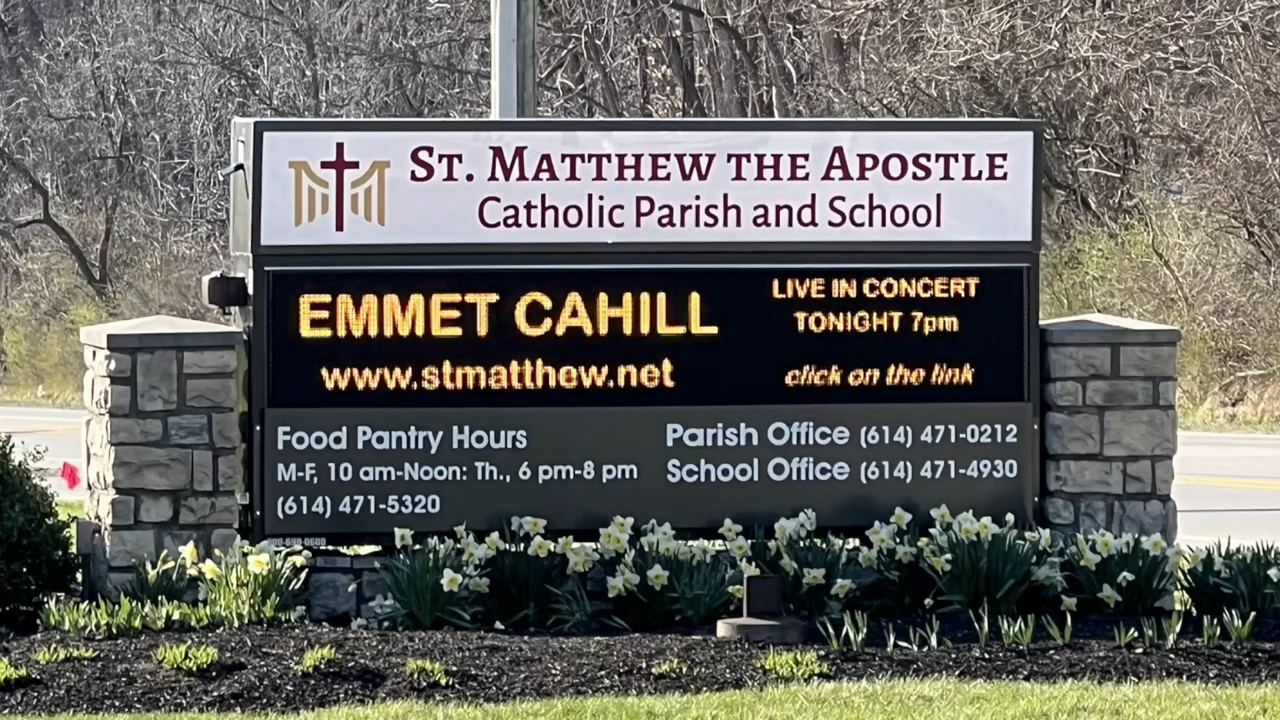 ST. MATTHEW THE APOSTLE
Catholic Parish and School
EMMET CAHILL
www.stmatthew.net
LIVE IN CONCERT
TONIGHT 7pm
click on the link
Food Pantry Hours
M-F, 10 am-Noon: Th., 6 pm-8 pm
(614) 471-5320
Parish Office (614) 471-0212
School Office (614) 471-4930